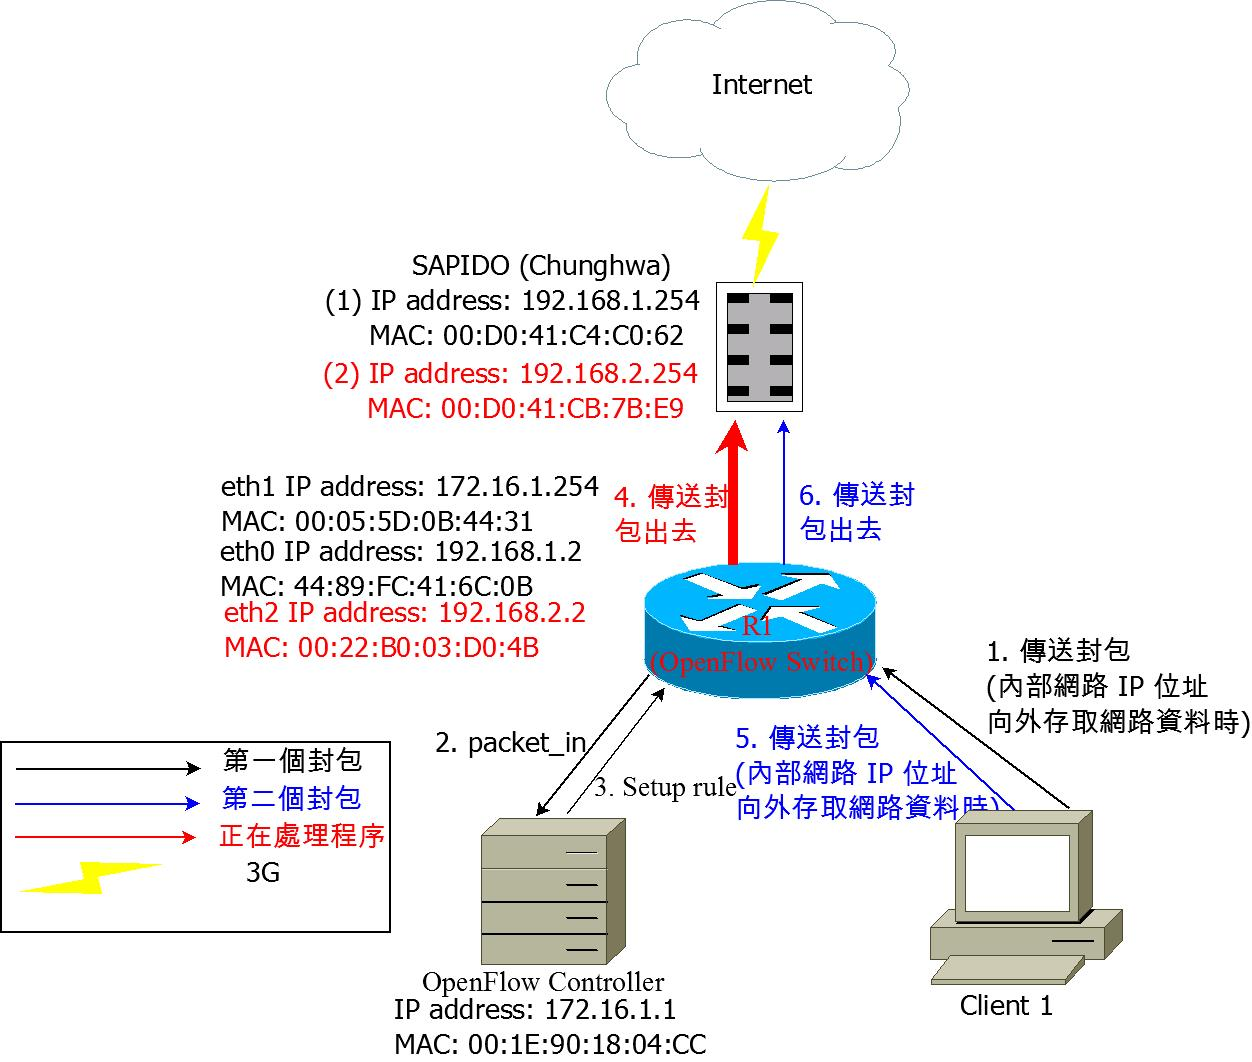 Internet
SAPIDO (Chunghwa)
(1) IP address: 192.168.1.254
MAC: 00:D0:41:C4:C0:62
(2) IP address: 192.168.2.254
MAC: 00:D0:41:CB:7B:E9
eth1 IP address: 172.16.1.254
MAC: 00:05:5D:0B:44:31
eth0 IP address: 192.168.1.2
MAC: 44:89:FC:41:6C:0B
eth2 IP address: 192.168.2.2
MAC: 00:22:B0:03:D0:4B
4. 傳送封
包出去
6. 傳送封
包出去
R1
(OpenFlow Switch)
1. 傳送封包
(內部網路 IP 位址
向外存取網路資料時)
2. packet_in
3. Setup rule
5. 傳送封包
(內部網路 IP 位址
向外存取網路資料時)
第一個封包
第二個封包
正在處理程序
3G
OpenFlow Controller
IP address: 172.16.1.1
MAC: 00:1E:90:18:04:CC
Client 1